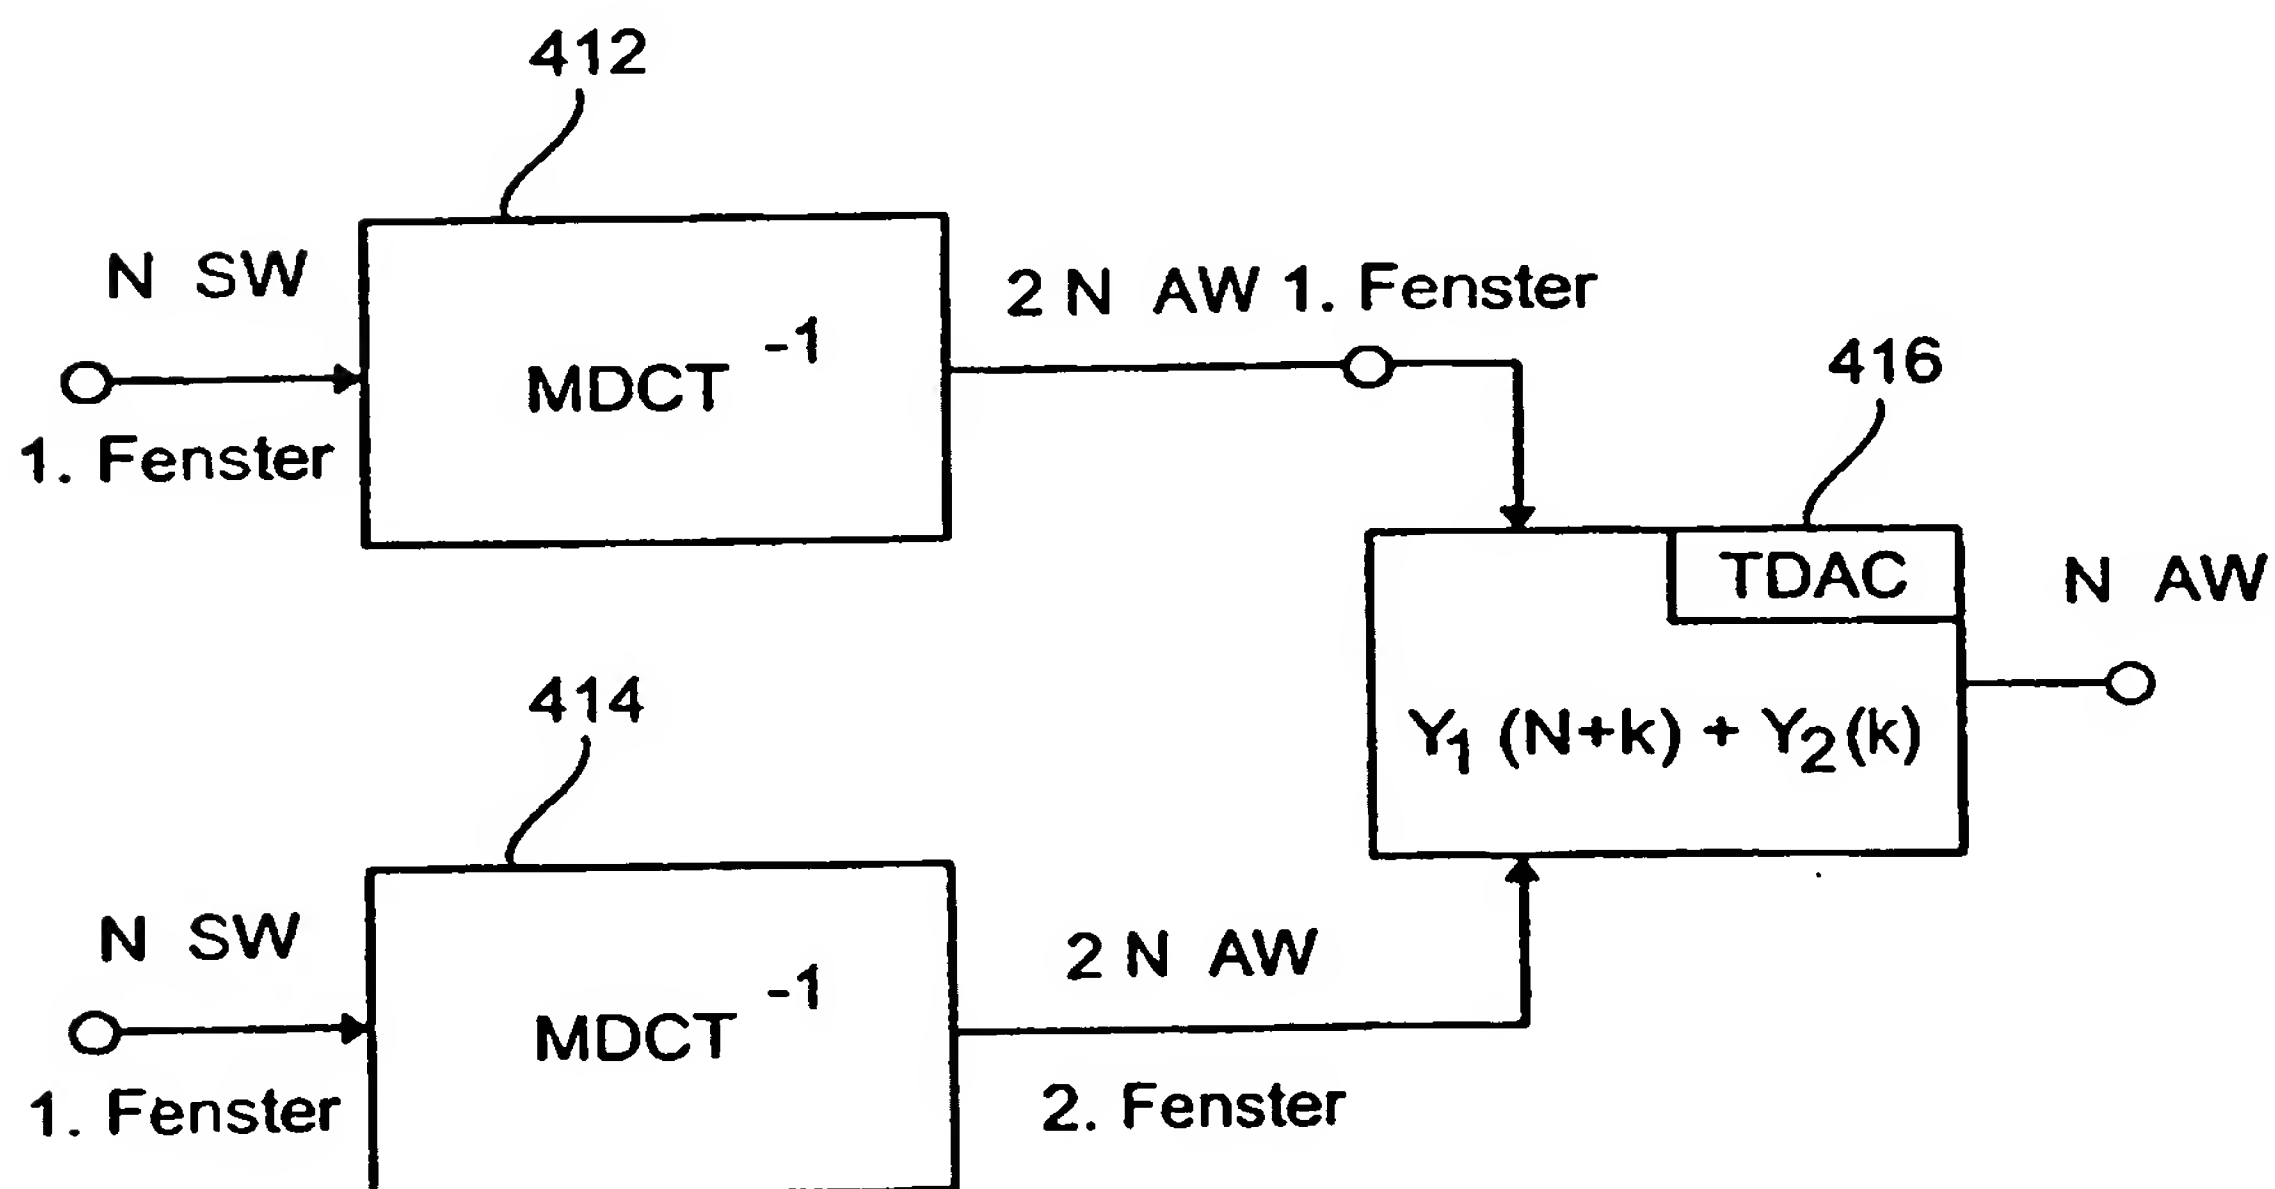 412
N SW
1. Fenster
MDCT -1
2 N AW 1. Fenster
416
TDAC
N AW
Y1 (N+k) + Y2(k)
414
N SW
1. Fenster
MDCT -1
2 N AW
2. Fenster